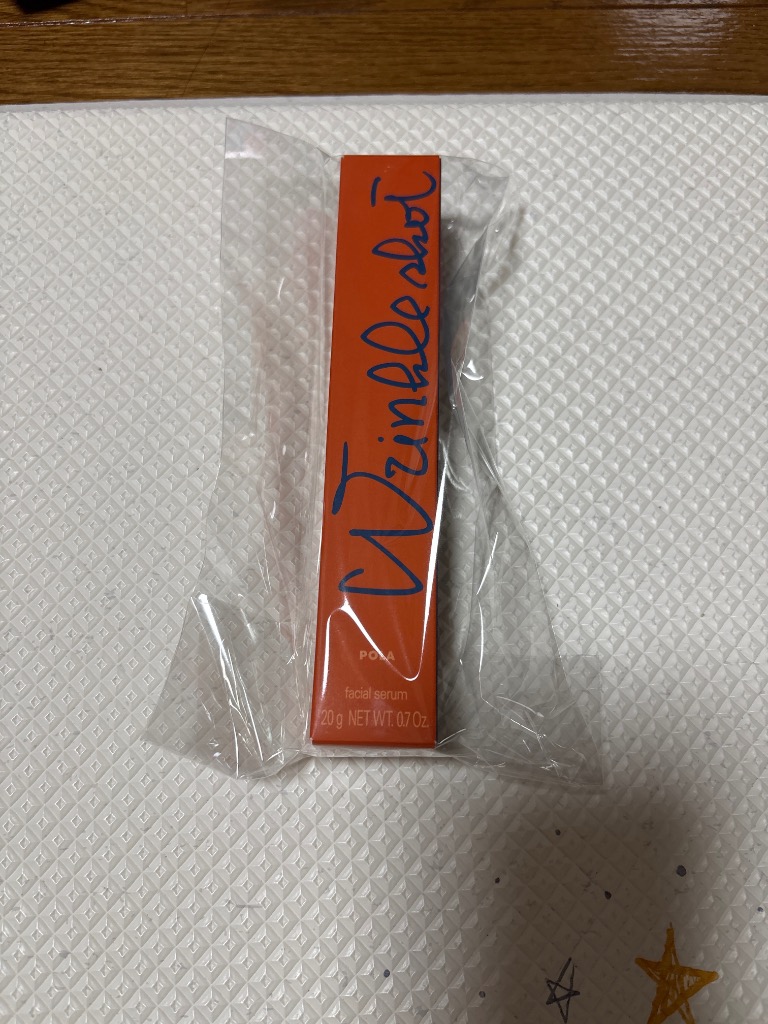 Wrinkle shot
POLA
facial serum
20 g NET WT. 0.7 Oz.